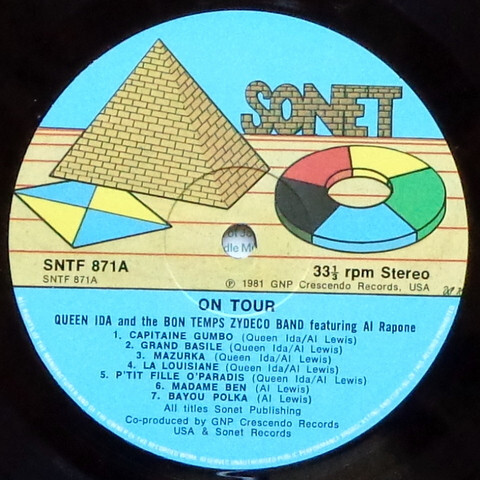 SONET
SNTF 871A
SNTF 871A
℗ 1981 GNP Crescendo Records, USA
33⅓ rpm Stereo
ON TOUR
QUEEN IDA and the BON TEMPS ZYDECO BAND featuring Al Rapone
1. CAPITAINE GUMBO (Queen Ida/Al Lewis)
2. GRAND BASILE (Queen Ida/Al Lewis)
3. MAZURKA (Queen Ida/Al Lewis)
4. LA LOUISIANE (Queen Ida/Al Lewis)
5. P'TIT FILLE O'PARADIS (Queen Ida/Al Lewis)
6. MADAME BEN (Al Lewis)
7. BAYOU POLKA (Al Lewis)
All titles Sonet Publishing
Co-produced by GNP Crescendo Records
USA & Sonet Records